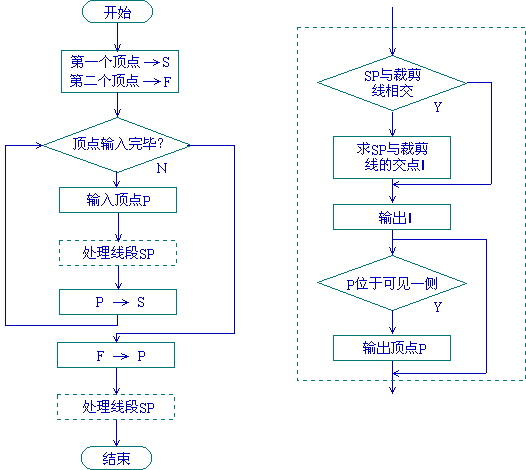 开始
第一个顶点→S
第二个顶点→F
顶点输入完毕?
N
输入顶点P
处理线段SP
P → S
F → P
处理线段SP
结束
SP与裁剪
线相交
Y
求SP与裁剪
线的交点I
输出I
P位于可见一侧
Y
输出顶点P